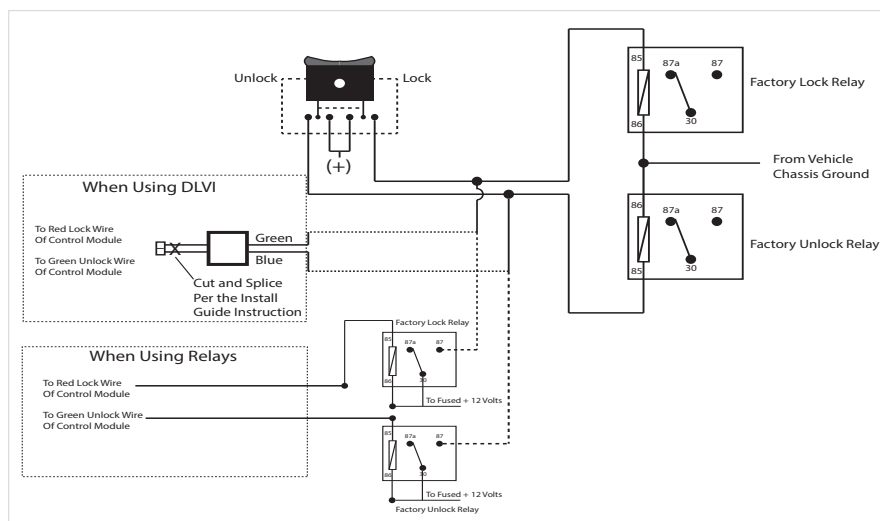 Unlock
Lock
(+)
85
87a
87
86
30
Factory Lock Relay
From Vehicle
Chassis Ground
86
87a
87
85
30
Factory Unlock Relay
When Using DLVI
To Red Lock Wire
Of Control Module
To Green Unlock Wire
Of Control Module
Green
Blue
Cut and Splice
Per the Install
Guide Instruction
When Using Relays
To Red Lock Wire
Of Control Module
To Green Unlock Wire
Of Control Module
Factory Lock Relay
85
87a
87
86
30
To Fused + 12 Volts
85
87a
87
86
30
To Fused + 12 Volts
Factory Unlock Relay